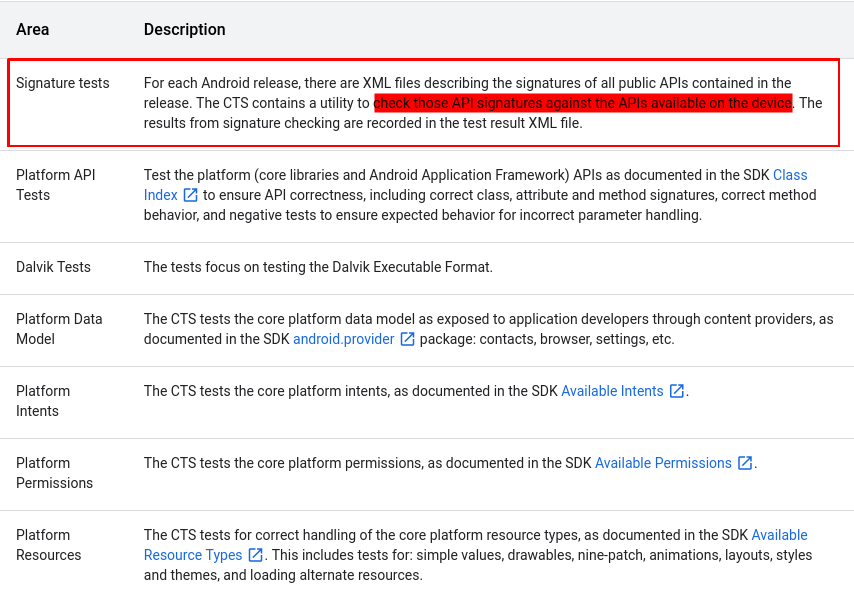 Area Description
Signature tests For each Android release, there are XML files describing the signatures of all public APIs contained in the
release. The CTS contains a utility to check those API signatures against the APIs available on the device. The
results from signature checking are recorded in the test result XML file.
Platform API Test the platform (core libraries and Android Application Framework) APIs as documented in the SDK Class
Tests Index to ensure API correctness, including correct class, attribute and method signatures, correct method
behavior, and negative tests to ensure expected behavior for incorrect parameter handling.
Dalvik Tests The tests focus on testing the Dalvik Executable Format.
Platform Data The CTS tests the core platform data model as exposed to application developers through content providers, as
Model documented in the SDK android.provider package: contacts, browser, settings, etc.
Platform The CTS tests the core platform intents, as documented in the SDK Available Intents .
Intents
Platform The CTS tests the core platform permissions, as documented in the SDK Available Permissions .
Permissions
Platform The CTS tests for correct handling of the core platform resource types, as documented in the SDK Available
Resources Resource Types . This includes tests for: simple values, drawables, nine-patch, animations, layouts, styles
and themes, and loading alternate resources.